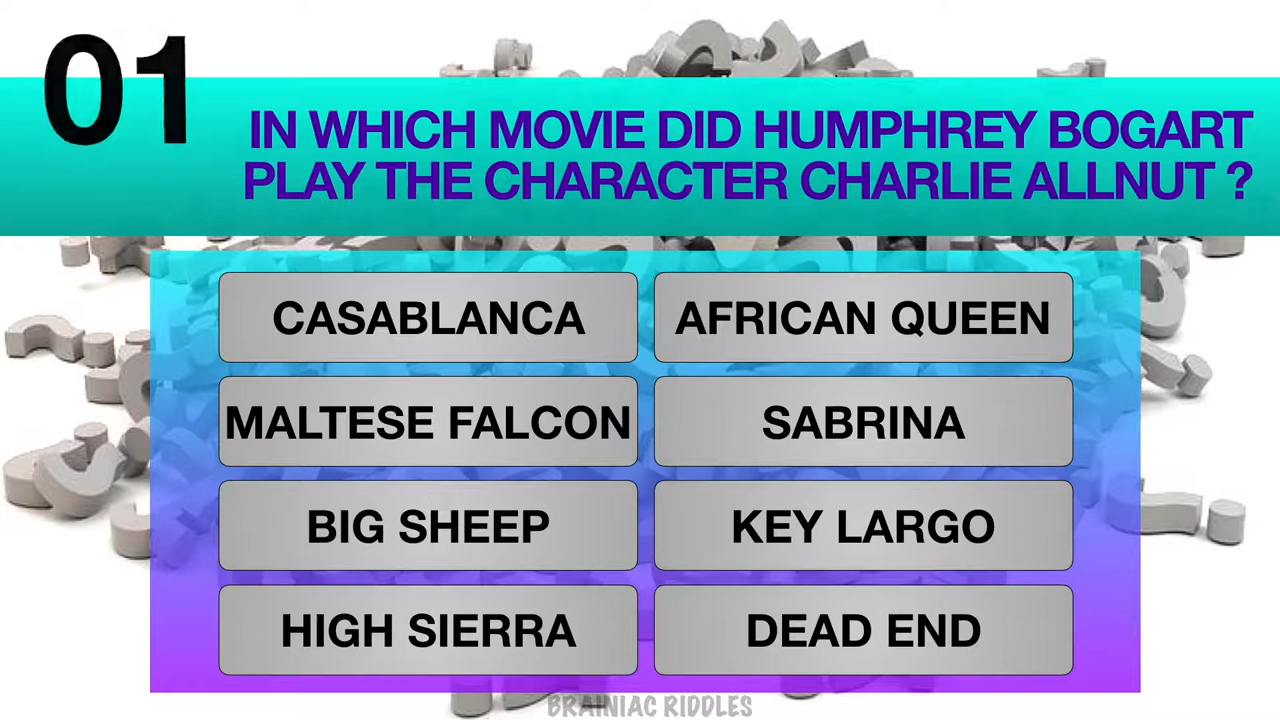 01
IN WHICH MOVIE DID HUMPHREY BOGART
PLAY THE CHARACTER CHARLIE ALLNUT ?
CASABLANCA
AFRICAN QUEEN
MALTESE FALCON
SABRINA
BIG SHEEP
KEY LARGO
HIGH SIERRA
DEAD END
BRAINIAC RIDDLES